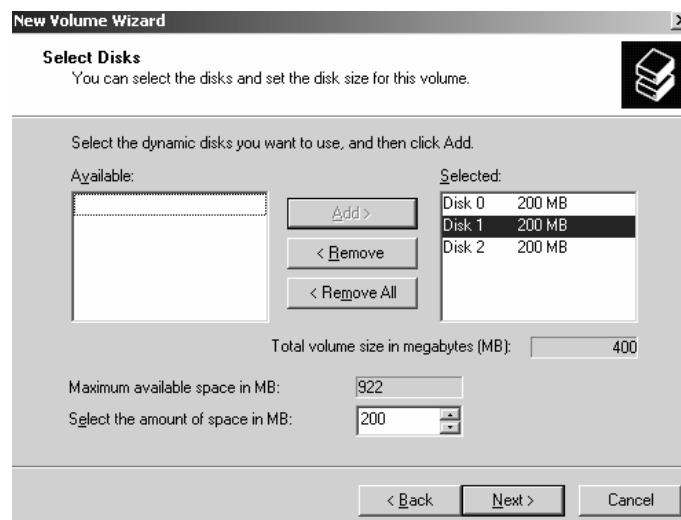 New Volume Wizard
Select Disks
You can select the disks and set the disk size for this volume.
Select the dynamic disks you want to use, and then click Add.
Available: Selected:
Add > Disk 0 200 MB
Disk 1 200 MB
< Remove Disk 2 200 MB
< Remove All
Total volume size in megabytes (MB): 400
Maximum available space in MB: 922
Select the amount of space in MB: 200
< Back Next > Cancel